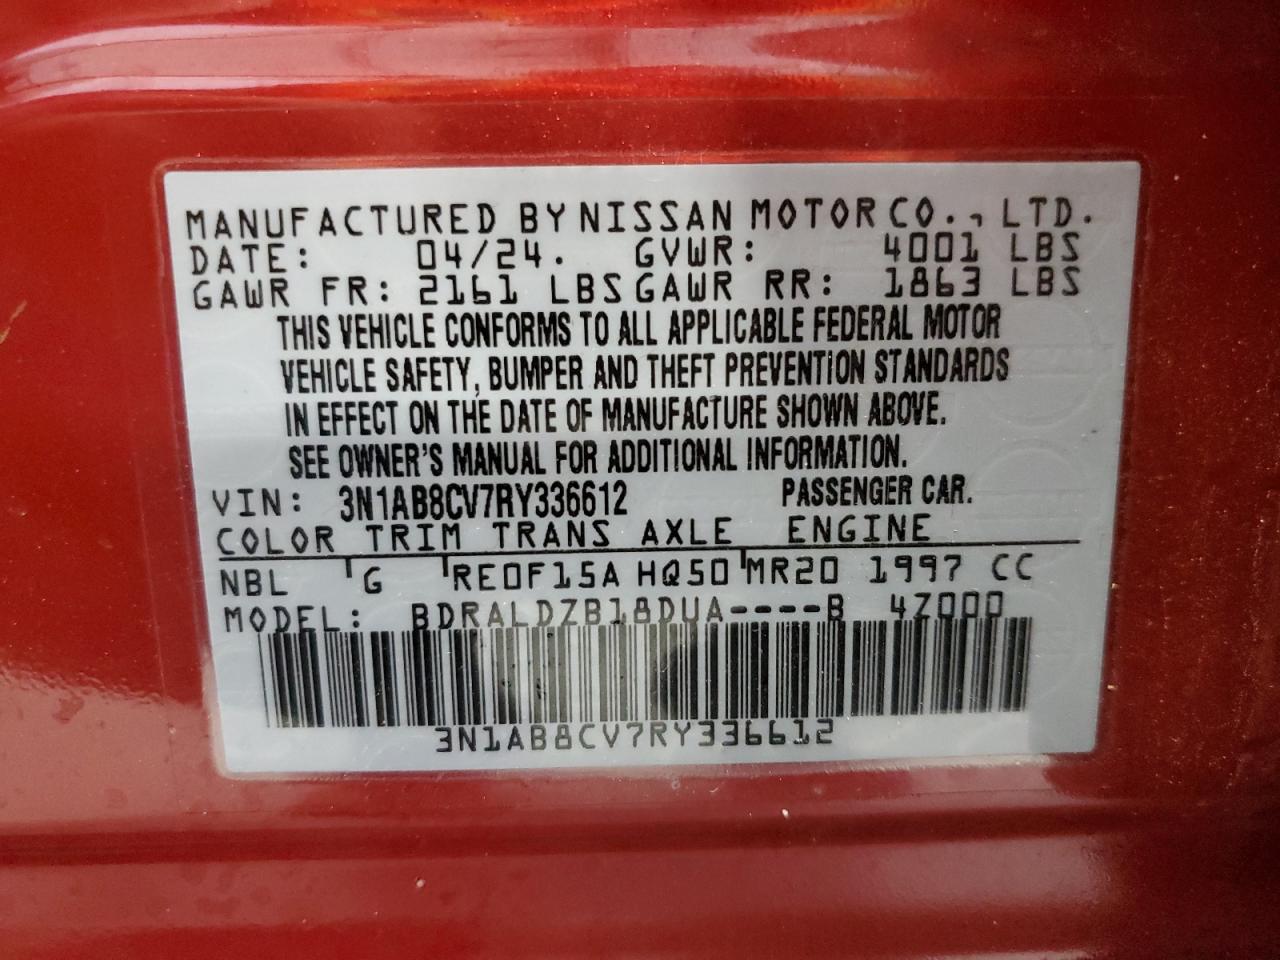 MANUFACTURED BY NISSAN MOTOR CO., LTD.
DATE: 04/24. GVWR: 4001 LBS
GAWR FR: 2161 LBS GAWR RR: 1863 LBS
THIS VEHICLE CONFORMS TO ALL APPLICABLE FEDERAL MOTOR
VEHICLE SAFETY, BUMPER AND THEFT PREVENTION STANDARDS
IN EFFECT ON THE DATE OF MANUFACTURE SHOWN ABOVE.
SEE OWNER'S MANUAL FOR ADDITIONAL INFORMATION.
VIN: 3N1AB8CV7RY336612 PASSENGER CAR.
COLOR TRIM TRANS AXLE ENGINE
NBL G RE0F15A HQ50 MR20 1997 CC
MODEL: BDRALDZB18DUA----B 4Z000
3N1AB8CV7RY336612